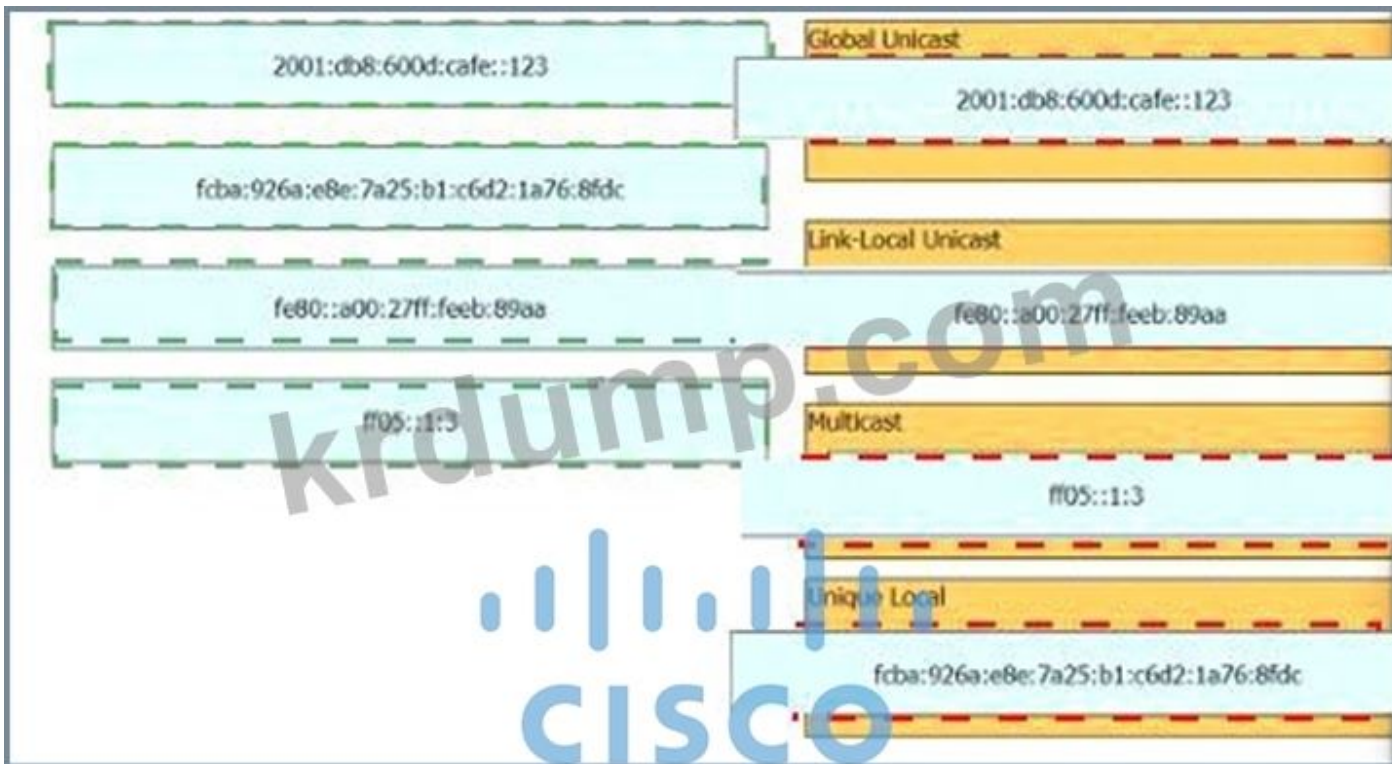 2001:db8:600d:cafe::123
fcba:926a:e8e:7a25:b1:c6d2:1a76:8fdc
fe80::a00:27ff:feeb:89aa
ff05::1:3
Global Unicast
2001:db8:600d:cafe::123
Link-Local Unicast
fe80::a00:27ff:feeb:89aa
Multicast
ff05::1:3
Unique Local
fcba:926a:e8e:7a25:b1:c6d2:1a76:8fdc
krdump.com
CISCO